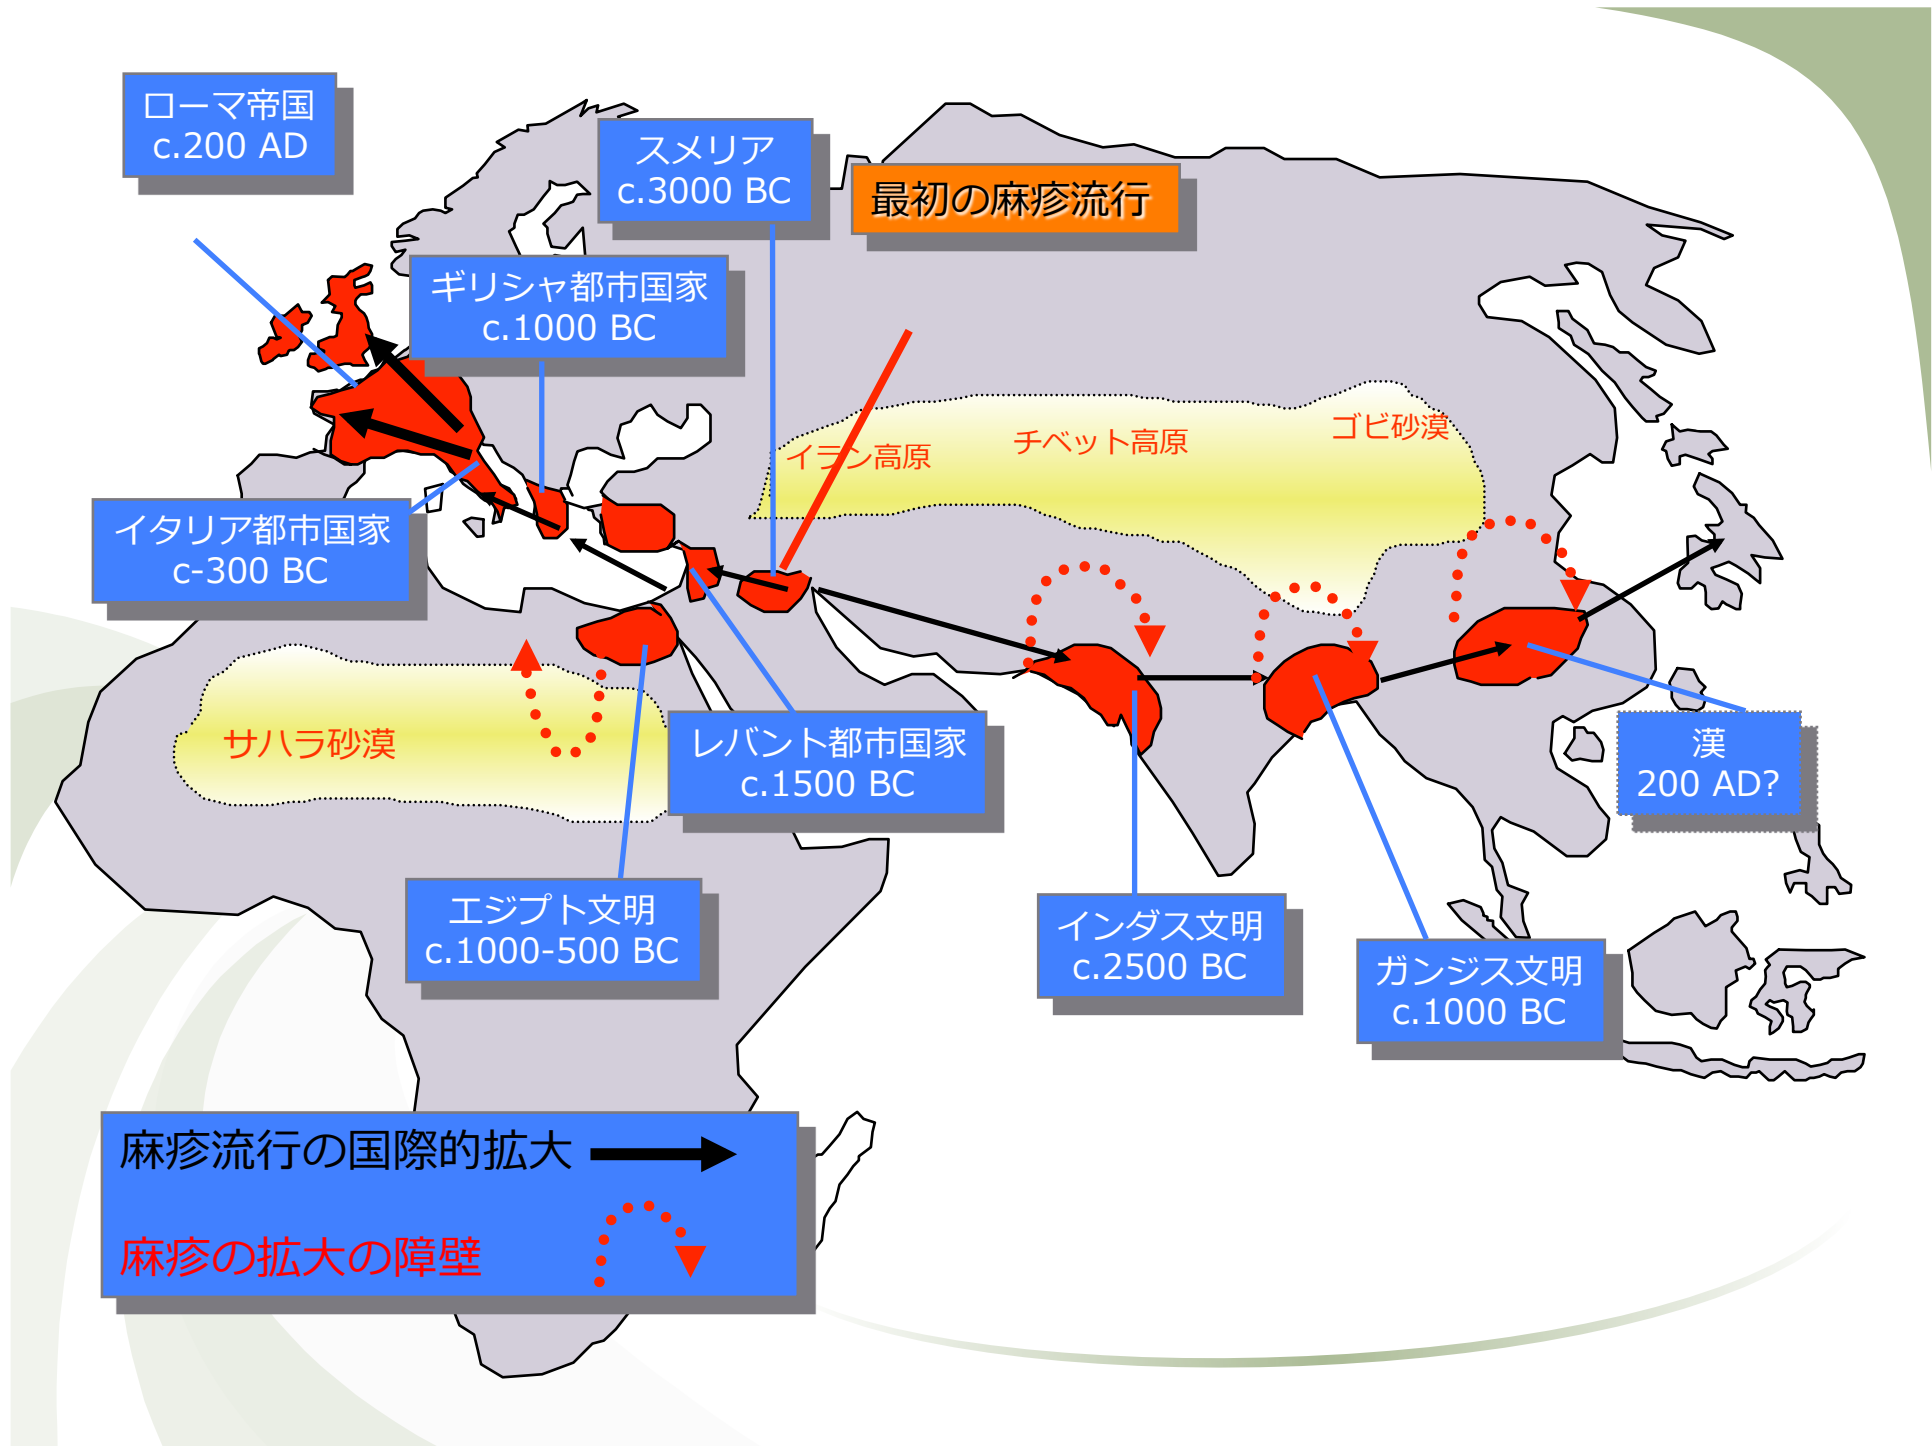 ローマ帝国
c.200 AD
スメリア
c.3000 BC
最初の麻疹流行
ギリシャ都市国家
c.1000 BC
イラン高原
チベット高原
ゴビ砂漠
イタリア都市国家
c-300 BC
サハラ砂漠
レバント都市国家
c.1500 BC
漢
200 AD?
エジプト文明
c.1000-500 BC
インダス文明
c.2500 BC
ガンジス文明
c.1000 BC
麻疹流行の国際的拡大
麻疹の拡大の障壁